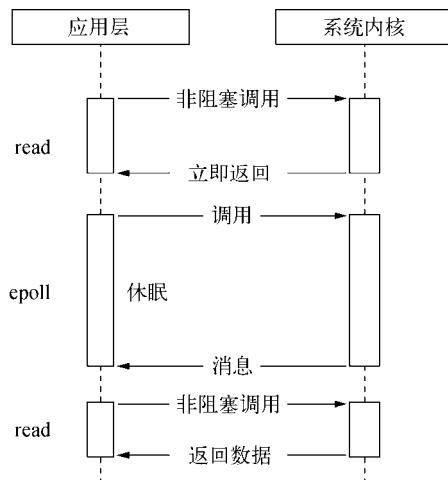 应用层
系统内核
非阻塞调用
read
立即返回
调用
epoll
休眠
消息
非阻塞调用
read
返回数据